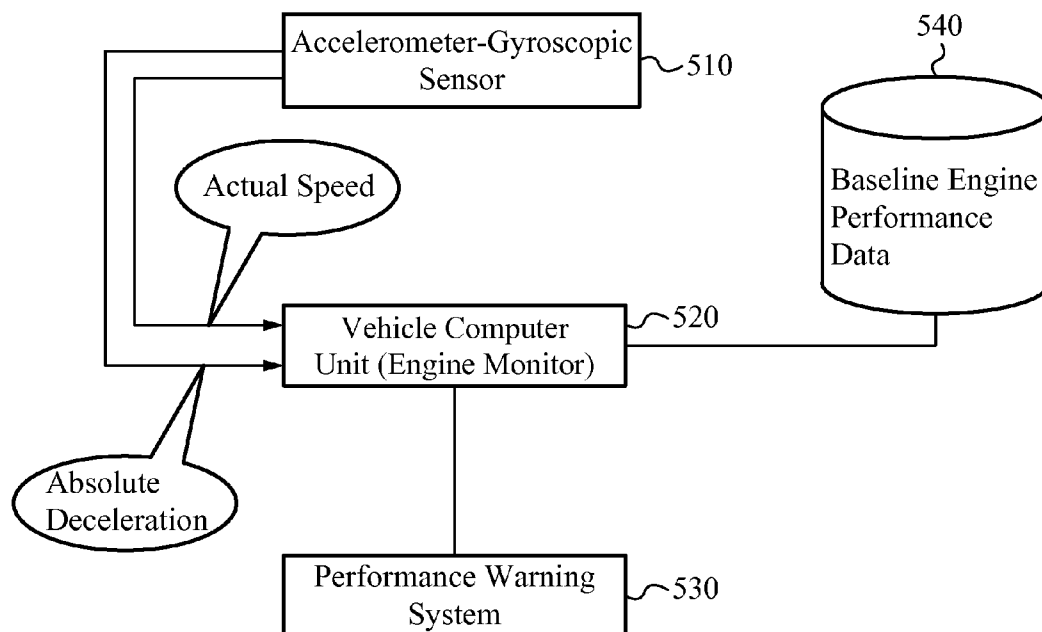 Accelerometer-Gyroscopic
Sensor
510
540
Actual Speed
Baseline Engine
Performance
Data
Vehicle Computer
Unit (Engine Monitor)
520
Absolute
Deceleration
Performance Warning
System
530